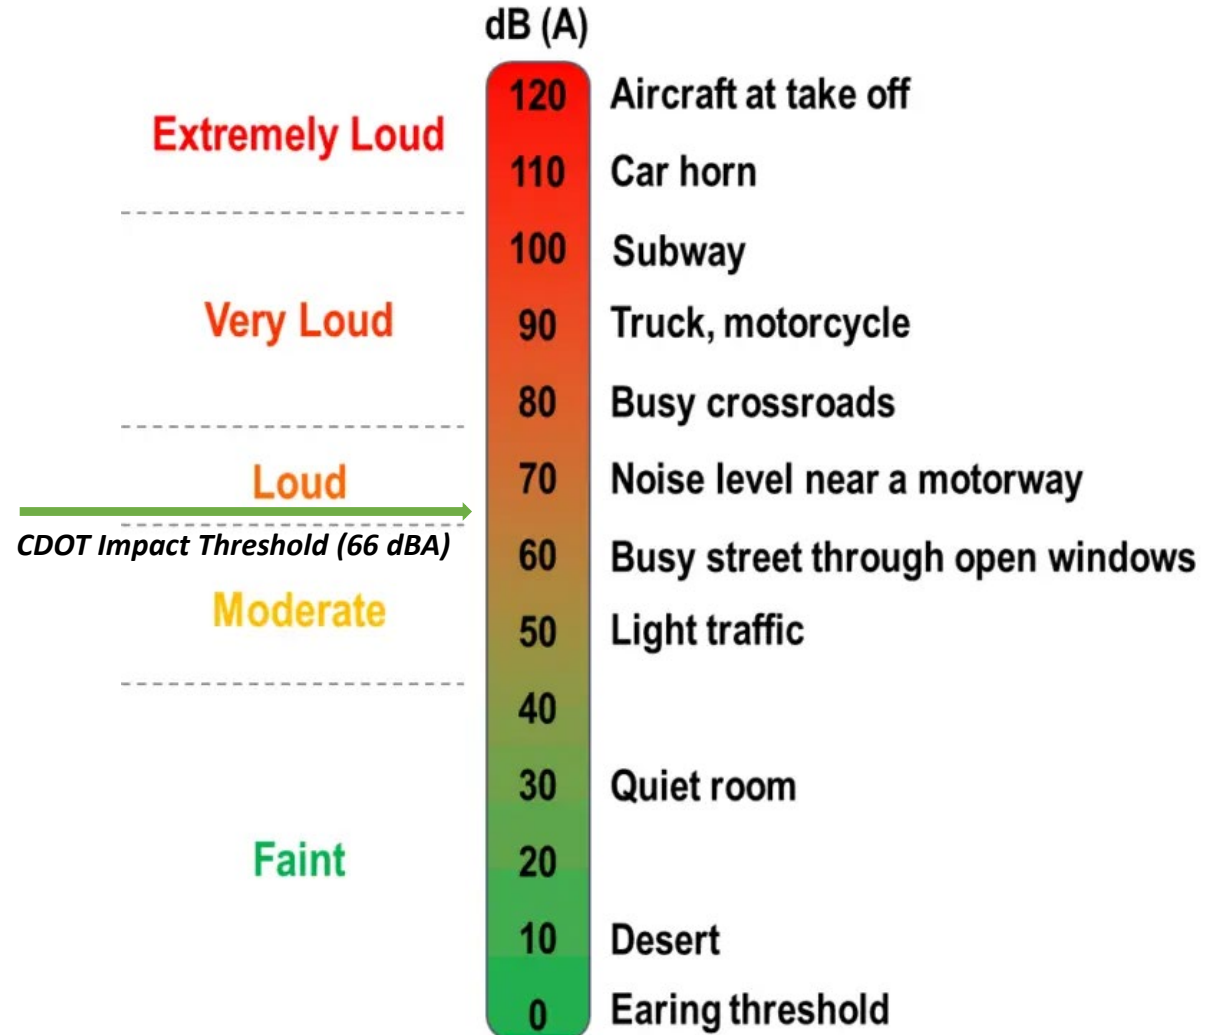 dB (A)
120 Aircraft at take off
Extremely Loud
110 Car horn
100 Subway
Very Loud
90 Truck, motorcycle
80 Busy crossroads
Loud
70 Noise level near a motorway
CDOT Impact Threshold (66 dBA)
60 Busy street through open windows
Moderate
50 Light traffic
40
30 Quiet room
Faint
20
10 Desert
0 Earing threshold